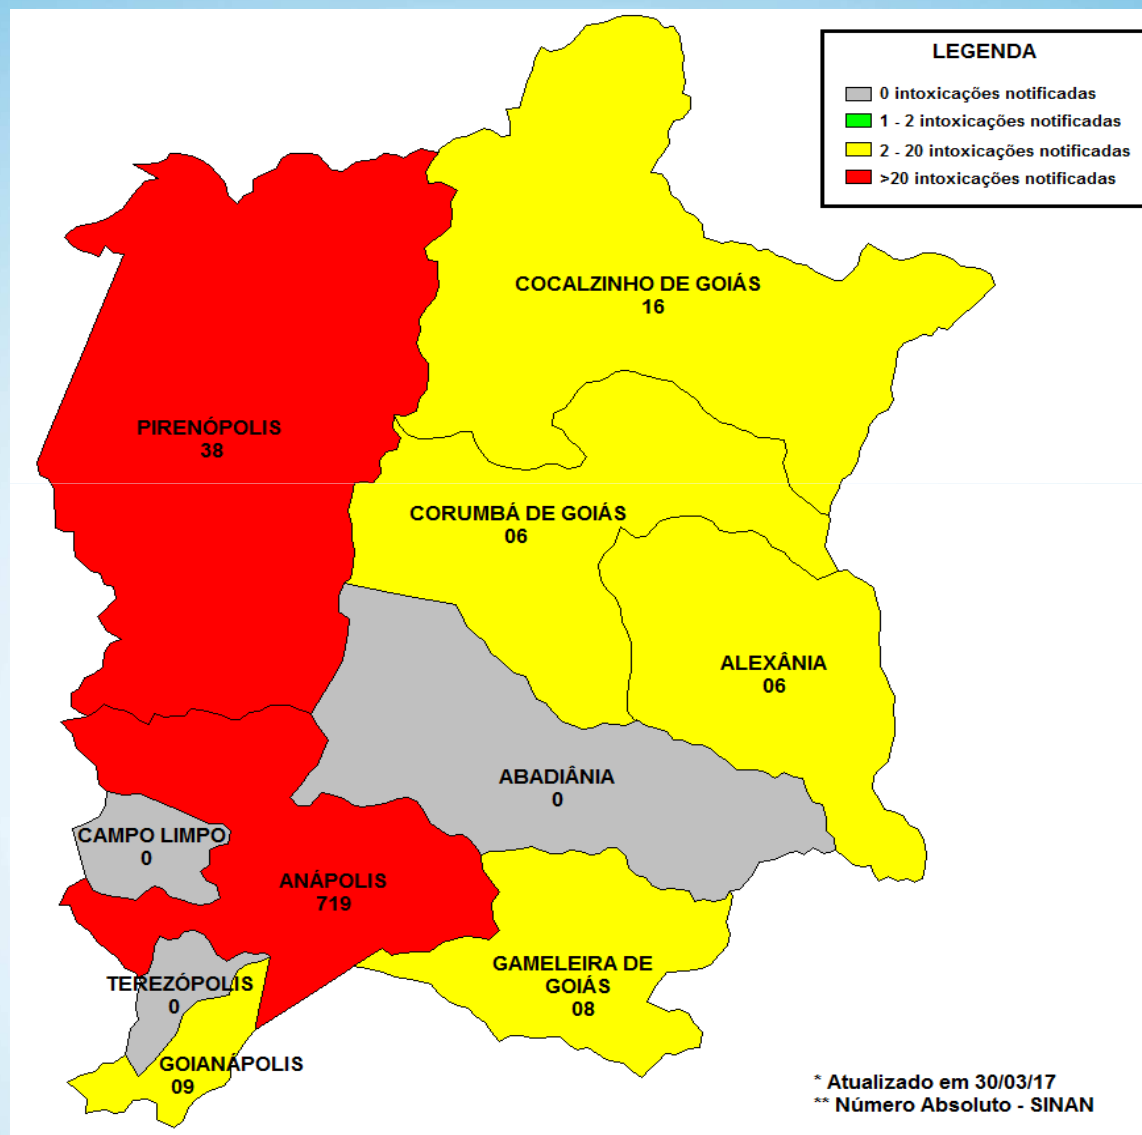 LEGENDA
0 intoxicações notificadas
1 - 2 intoxicações notificadas
2 - 20 intoxicações notificadas
>20 intoxicações notificadas
COCALZINHO DE GOIÁS
16
PIRENÓPOLIS
38
CORUMBÁ DE GOIÁS
06
ALEXÂNIA
06
ABADIÂNIA
0
CAMPO LIMPO
0
ANÁPOLIS
719
GAMELEIRA DE
GOIÁS
08
TEREZÓPOLIS
0
GOIANÁPOLIS
09
* Atualizado em 30/03/17
** Número Absoluto - SINAN